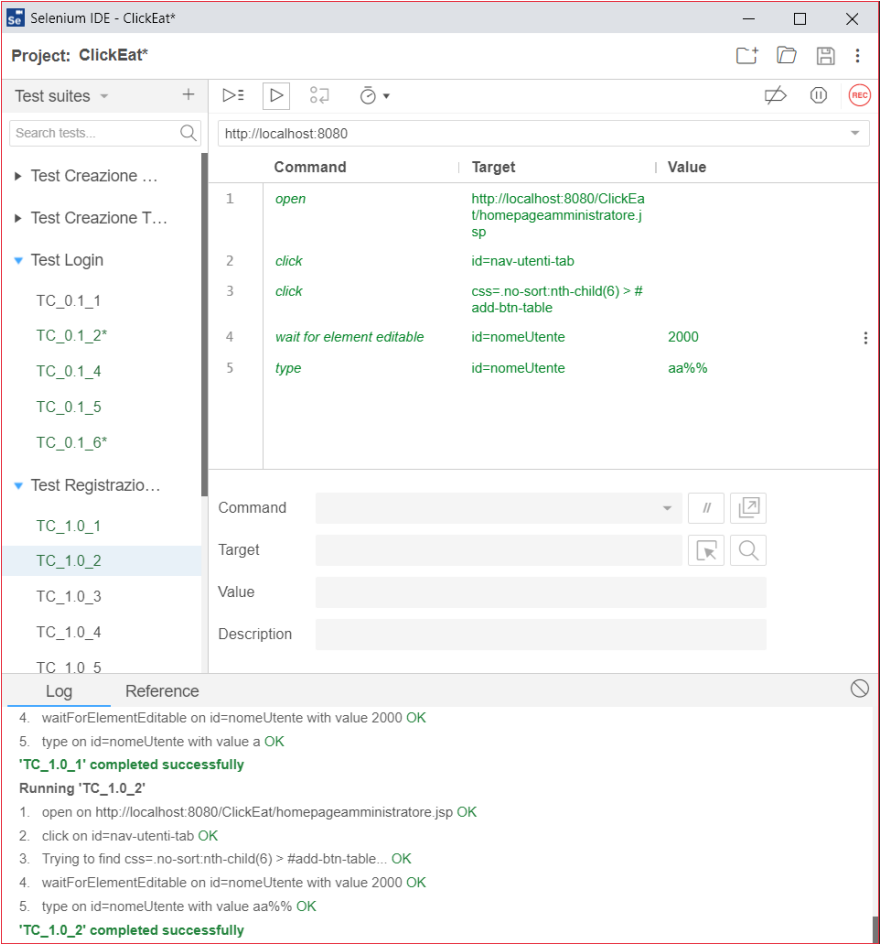 Se Selenium IDE - ClickEat*
Project: ClickEat*
Test suites
Search tests...
Test Creazione ...
Test Creazione T...
Test Login
TC_0.1_1
TC_0.1_2*
TC_0.1_4
TC_0.1_5
TC_0.1_6*
Test Registrazio...
TC_1.0_1
TC_1.0_2
TC_1.0_3
TC_1.0_4
TC_1.0_5
REC
http://localhost:8080
Command Target Value
1 open http://localhost:8080/ClickEa
t/homepageamministratore.j
sp
2 click id=nav-utenti-tab
3 click css=.no-sort:nth-child(6) > #
add-btn-table
4 wait for element editable id=nomeUtente 2000
5 type id=nomeUtente aa%%
Command //
Target
Value
Description
Log Reference
4. waitForElementEditable on id=nomeUtente with value 2000 OK
5. type on id=nomeUtente with value a OK
'TC_1.0_1' completed successfully
Running 'TC_1.0_2'
1. open on http://localhost:8080/ClickEat/homepageamministratore.jsp OK
2. click on id=nav-utenti-tab OK
3. Trying to find css=.no-sort:nth-child(6) > #add-btn-table... OK
4. waitForElementEditable on id=nomeUtente with value 2000 OK
5. type on id=nomeUtente with value aa%% OK
'TC_1.0_2' completed successfully